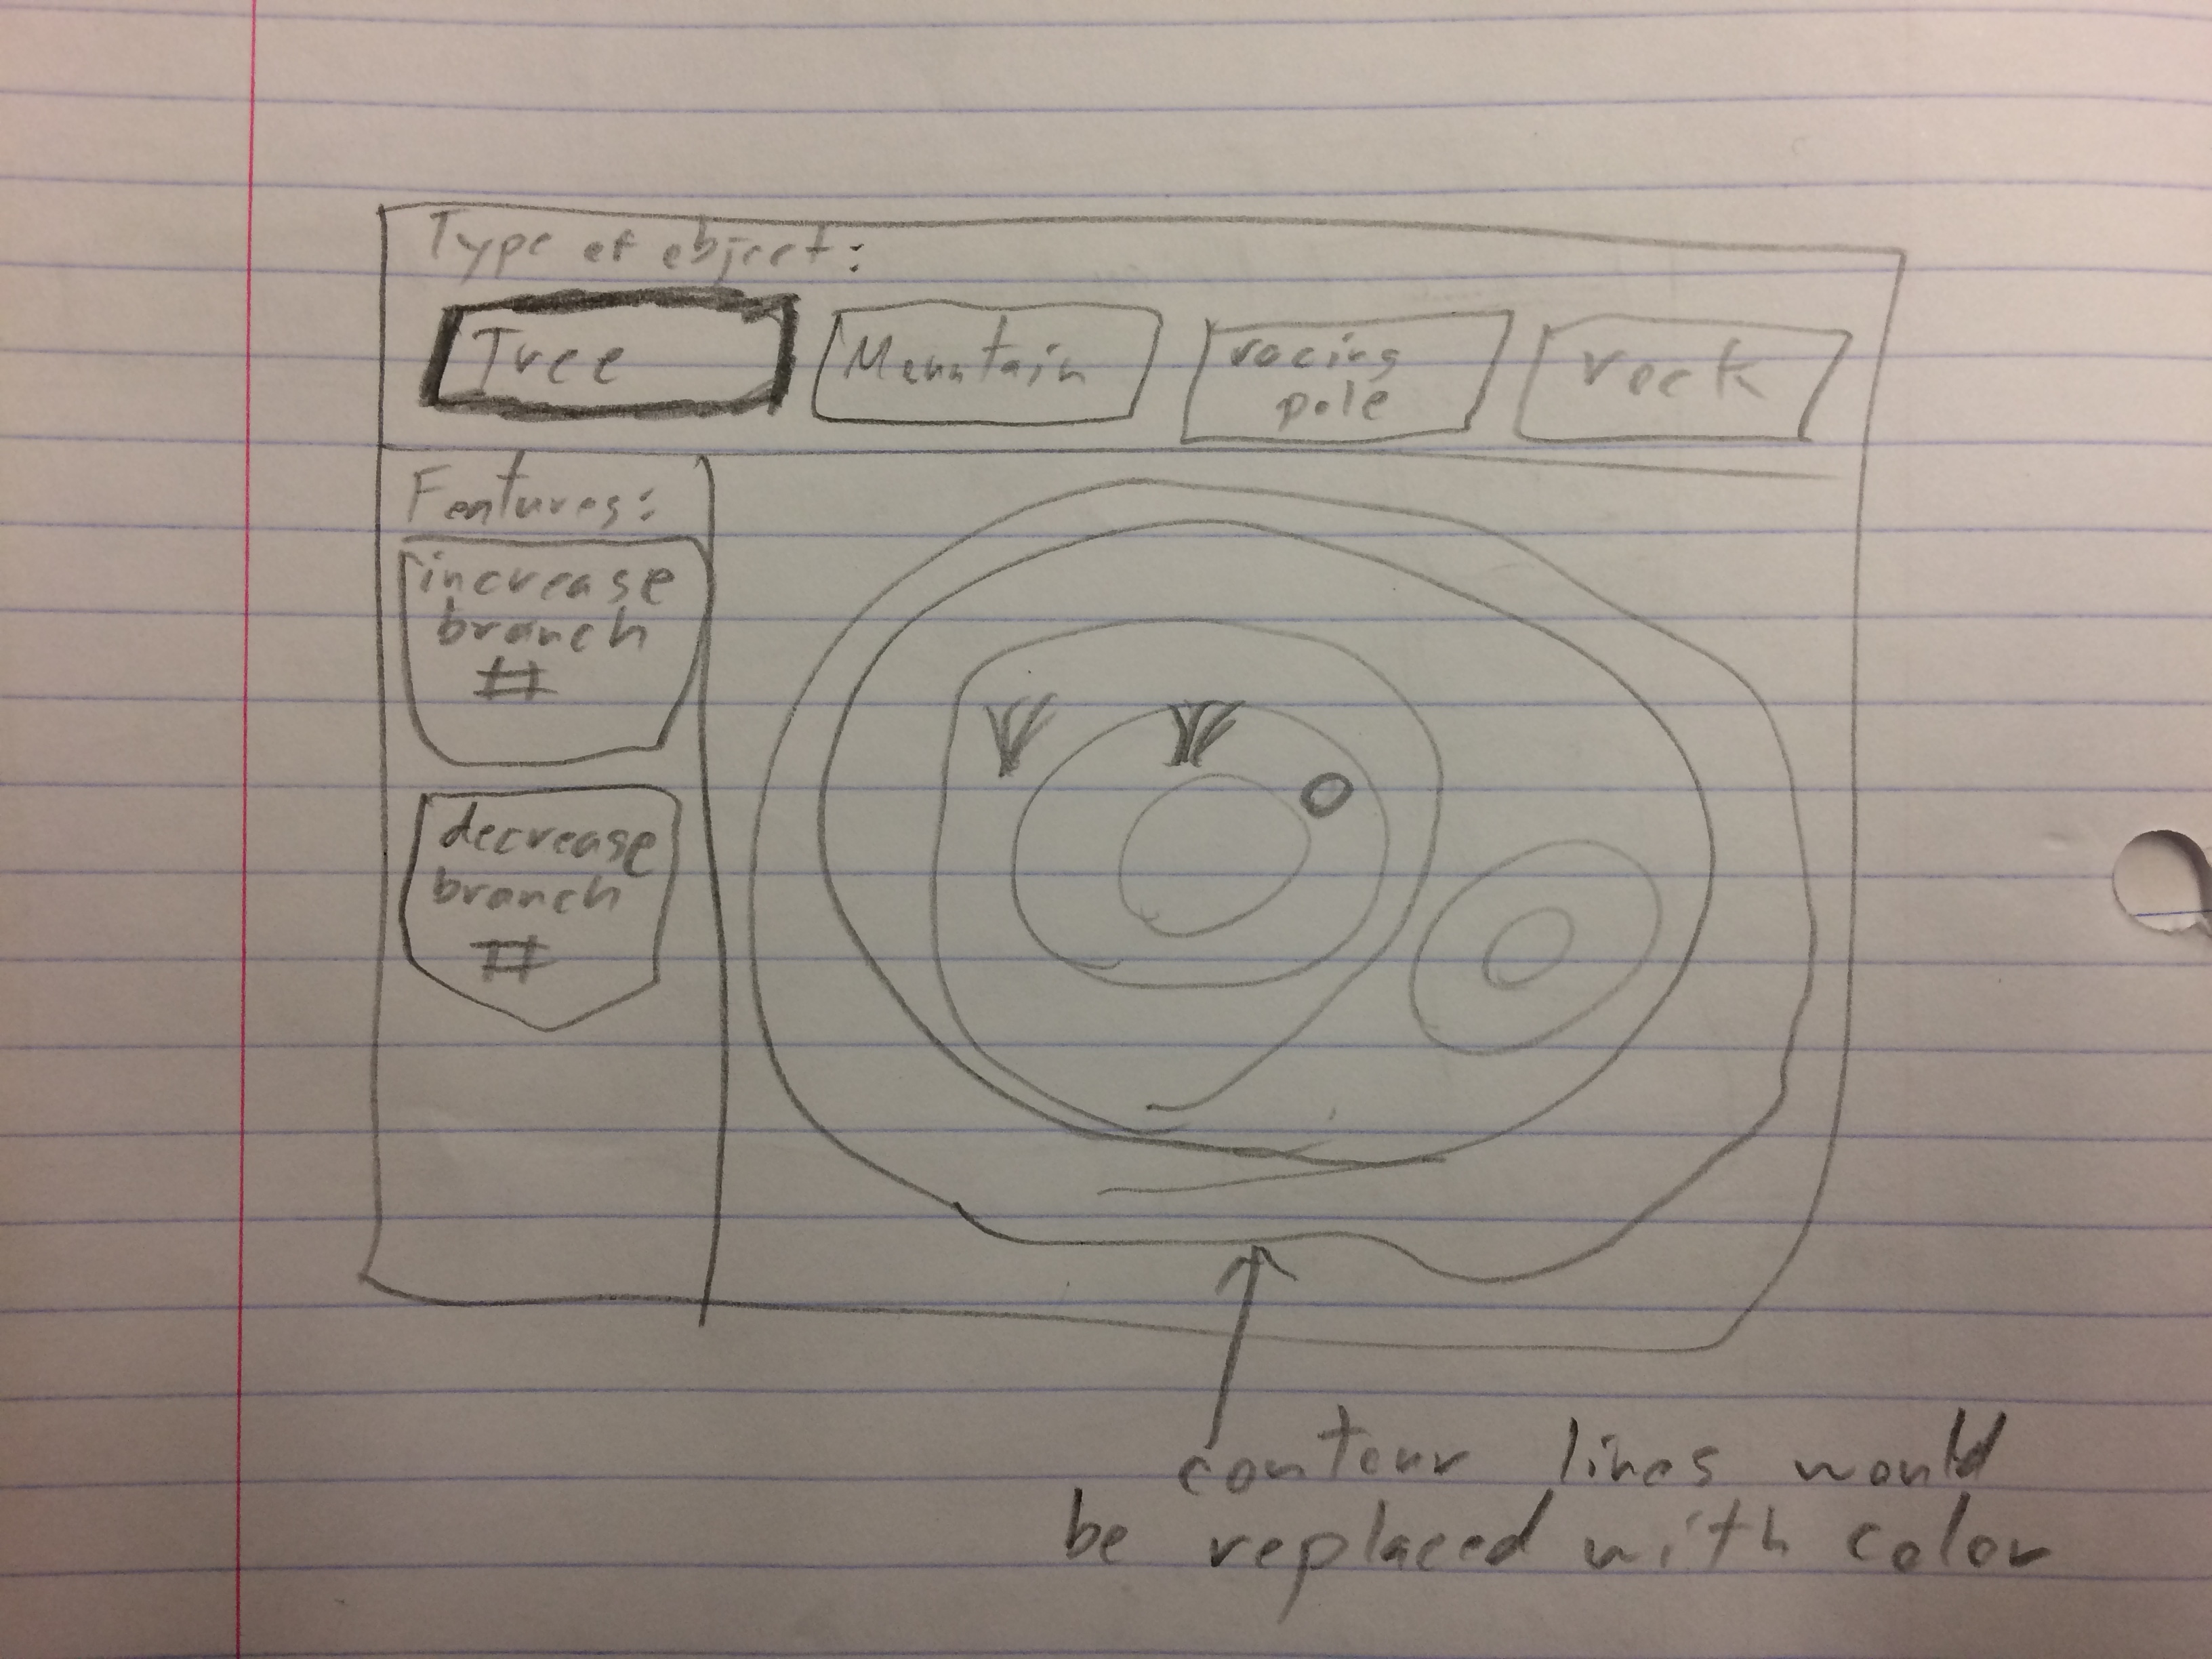 Type of object:
Tree
Mountain
racing
pole
rock
Features:
increase
branch
#
decrease
branch
#
contour lines would
be replaced with color